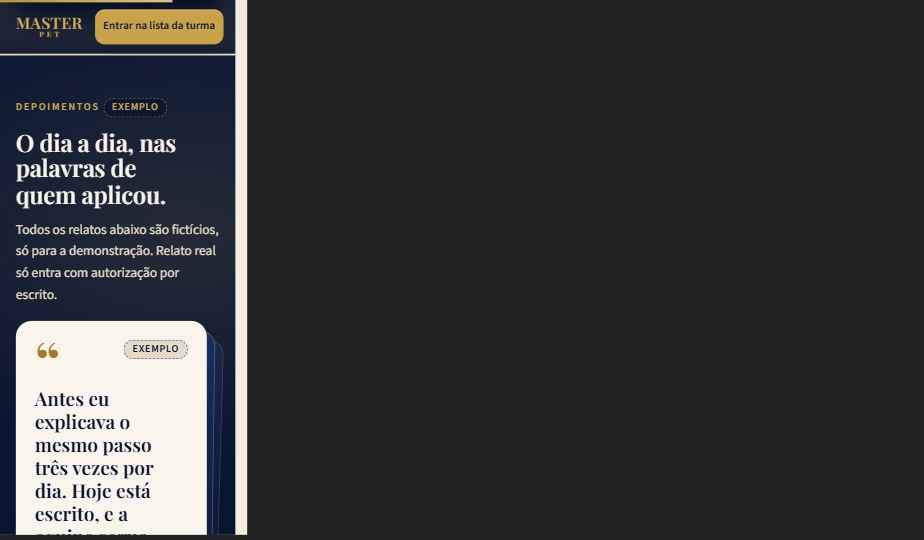 MASTER
PET
Entrar na lista da turma
DEPOIMENTOS EXEMPLO
O dia a dia, nas
palavras de
quem aplicou.
Todos os relatos abaixo são fictícios,
só para a demonstração. Relato real
só entra com autorização por
escrito.
“
EXEMPLO
Antes eu
explicava o
mesmo passo
três vezes por
dia. Hoje está
escrito, e a